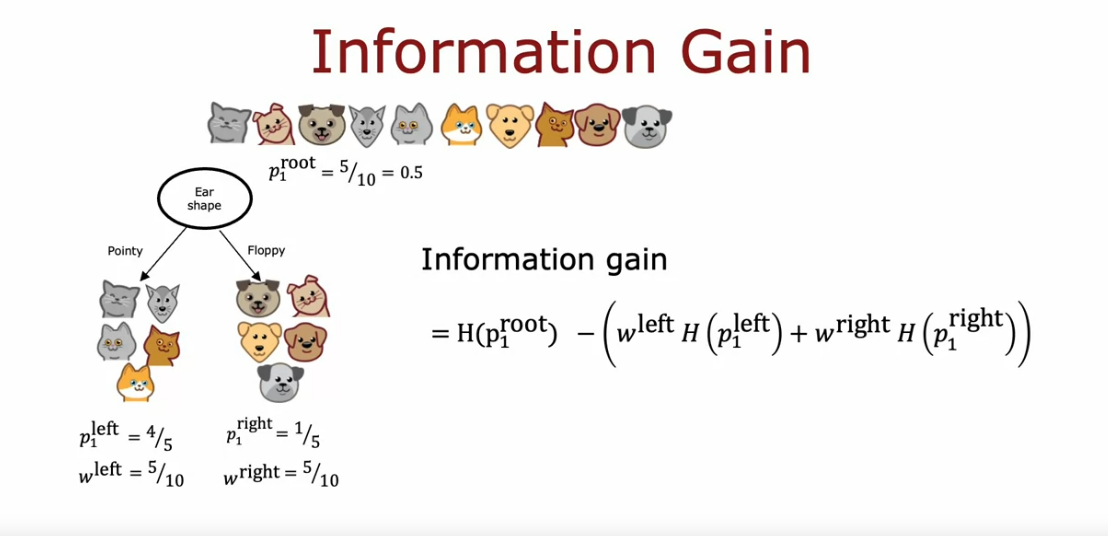 Information Gain
p₁^root = 5/10 = 0.5
Ear
shape
Pointy
Floppy
Information gain
= H(p₁^root) − (w^left H (p₁^left) + w^right H (p₁^right))
p₁^left = 4/5
p₁^right = 1/5
w^left = 5/10
w^right = 5/10